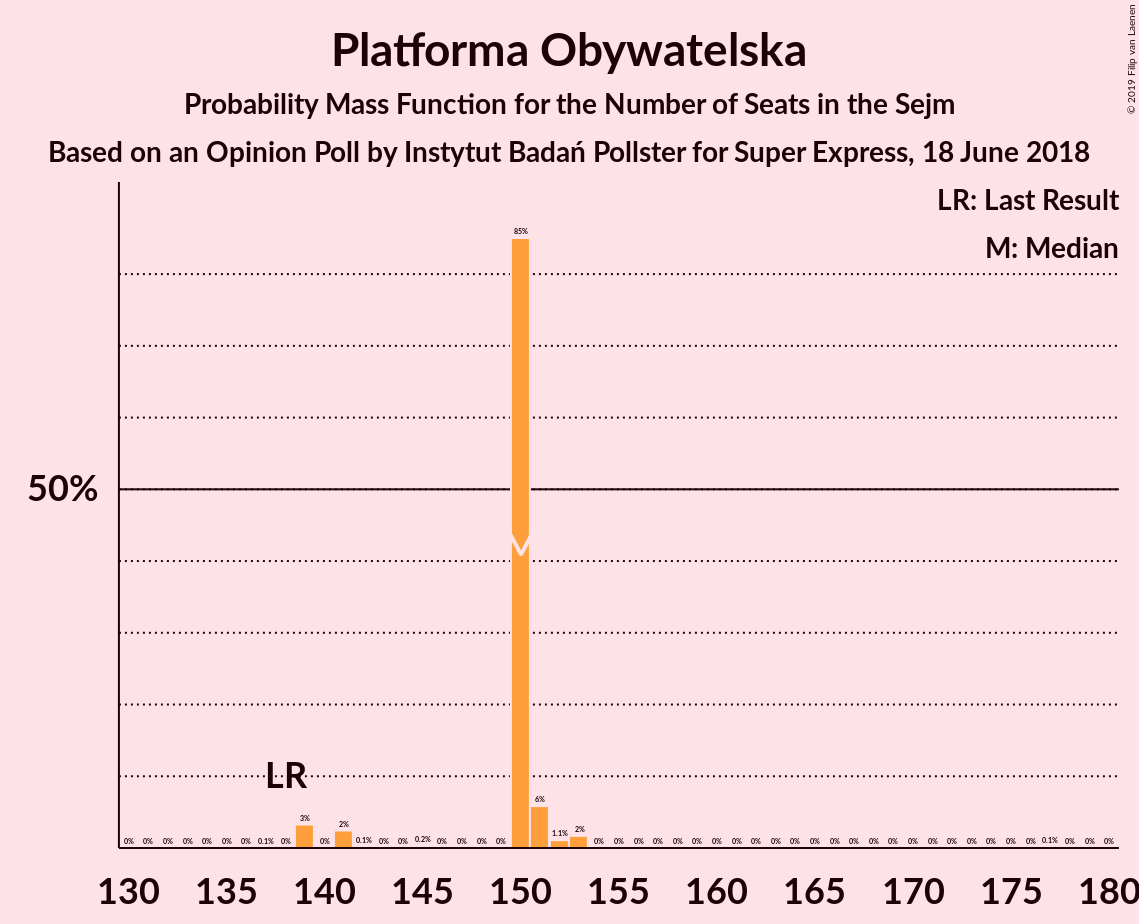 © 2019 Filip van Laenen
Platforma Obywatelska
Probability Mass Function for the Number of Seats in the Sejm
Based on an Opinion Poll by Instytut Badań Pollster for Super Express, 18 June 2018
LR: Last Result
M: Median
85%
50%
M
LR
0% 0% 0% 0% 0% 0% 0% 0.1% 0% 3% 0% 2% 0.1% 0% 0% 0.2% 0% 0% 0% 0% 6% 1.1% 2% 0% 0% 0% 0% 0% 0% 0% 0% 0% 0% 0% 0% 0% 0% 0% 0% 0% 0% 0% 0% 0% 0% 0% 0.1% 0% 0% 0%
130 135 140 145 150 155 160 165 170 175 180